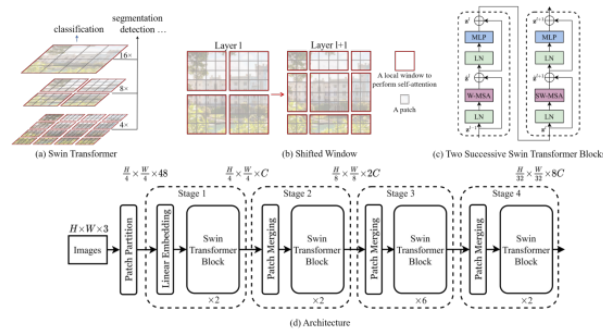 classification
segmentation
detection ...
16×
8×
4×
(a) Swin Transformer
Layer l
Layer l+1
A local window to
perform self-attention
A patch
(b) Shifted Window
MLP
LN
W-MSA
LN
MLP
LN
SW-MSA
LN
(c) Two Successive Swin Transformer Blocks
H/4 × W/4 × 48
H/4 × W/4 × C
H/8 × W/8 × 2C
H/32 × W/32 × 8C
Stage 1
Stage 2
Stage 3
Stage 4
H×W×3
Images
Patch Partition
Linear Embedding
Swin
Transformer
Block
×2
Patch Merging
Swin
Transformer
Block
×2
Patch Merging
Swin
Transformer
Block
×6
Patch Merging
Swin
Transformer
Block
×2
(d) Architecture